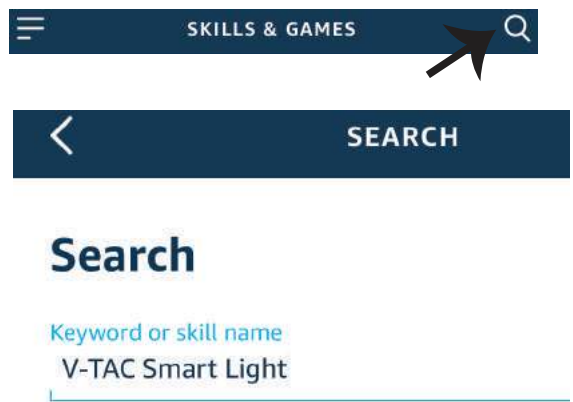 SKILLS & GAMES
SEARCH
Search
Keyword or skill name
V-TAC Smart Light